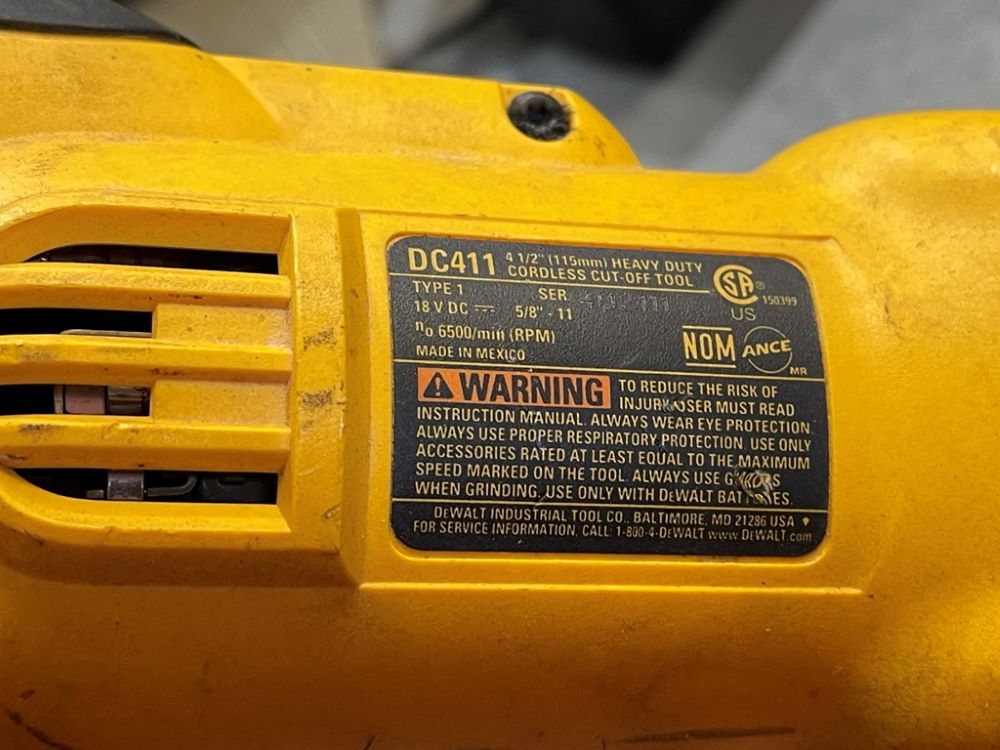 DC411 4 1/2" (115mm) HEAVY DUTY
CORDLESS CUT-OFF TOOL
TYPE 1 SER.
18 V DC 5/8" - 11
n₀ 6500/min (RPM)
MADE IN MEXICO
SA ® 150399
US
NOM ANCE MR
WARNING TO REDUCE THE RISK OF
USER MUST READ
INSTRUCTION MANUAL. ALWAYS WEAR EYE PROTECTION.
ALWAYS USE PROPER RESPIRATORY PROTECTION. USE ONLY
ACCESSORIES RATED AT LEAST EQUAL TO THE MAXIMUM
SPEED MARKED ON THE TOOL. ALWAYS USE
WHEN GRINDING. USE ONLY WITH DEWALT
DEWALT INDUSTRIAL TOOL CO., BALTIMORE, MD 21286 USA
FOR SERVICE INFORMATION, CALL: 1-800-4-DEWALT www.DEWALT.com